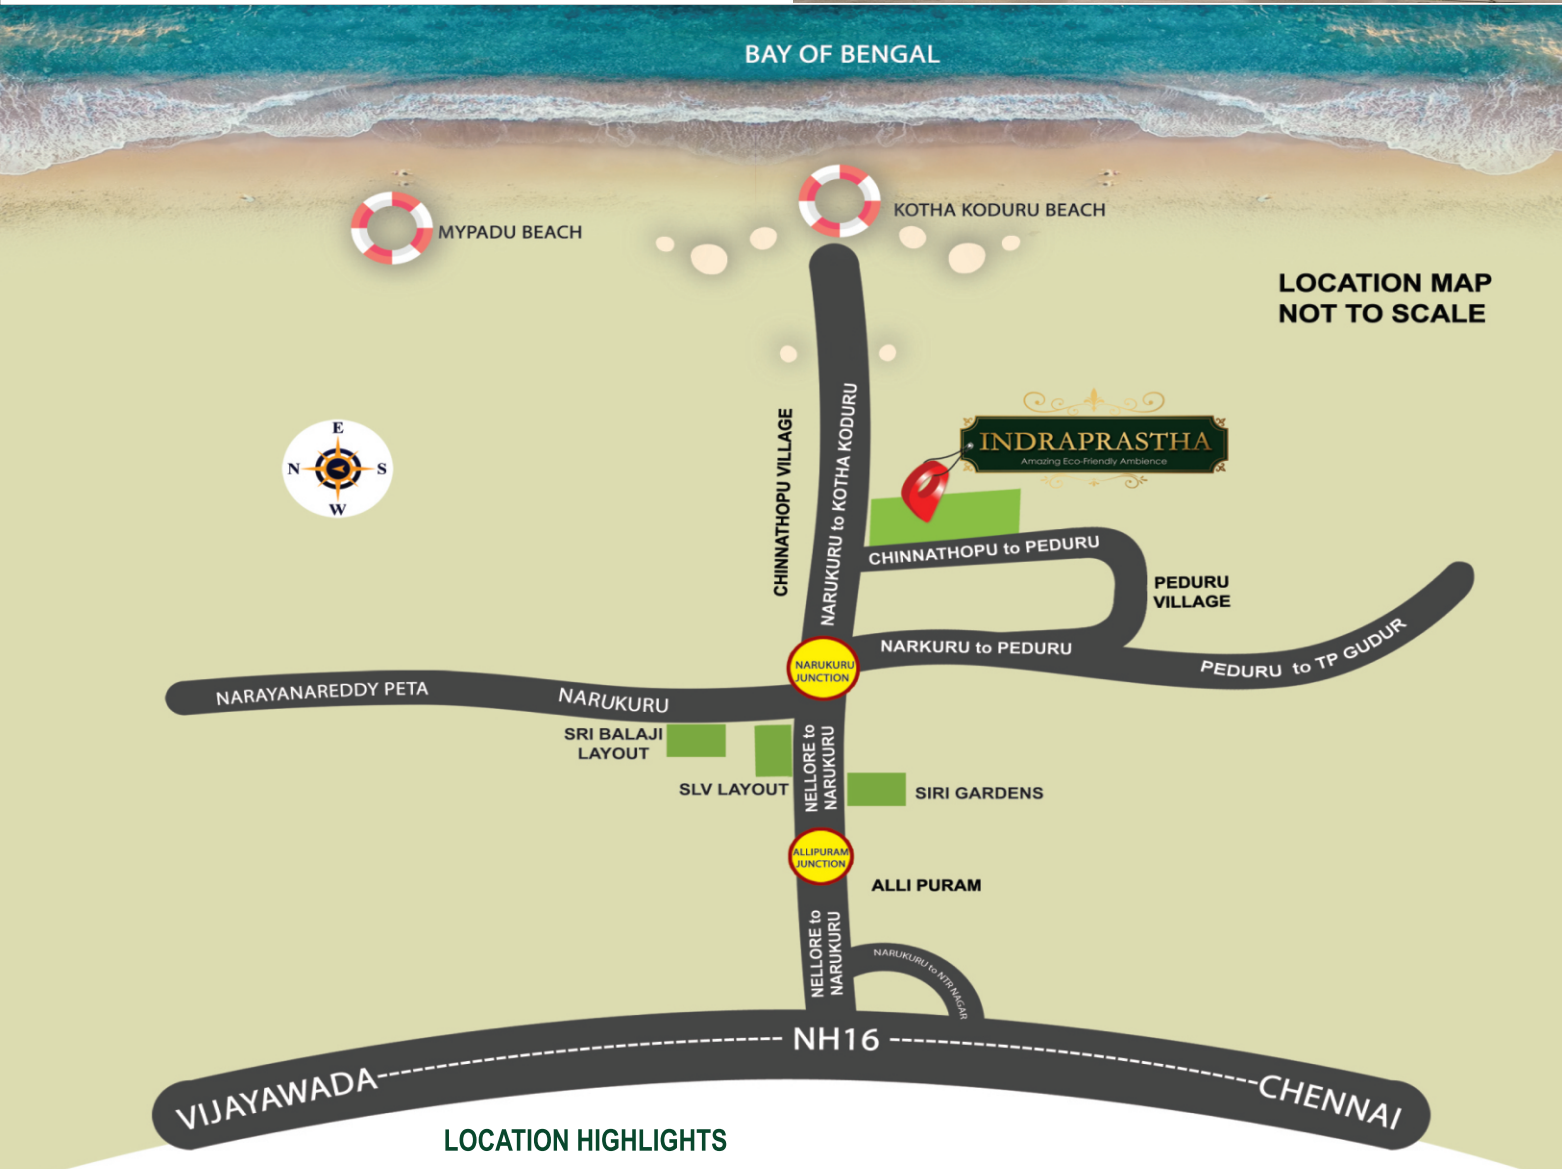 BAY OF BENGAL
KOTHA KODURU BEACH
MYPADU BEACH
LOCATION MAP
NOT TO SCALE
E
N S
W
CHINNATHOPU VILLAGE
NARUKURU to KOTHA KODURU
INDRAPRASTHA
Amazing Eco-Friendly Ambience
CHINNATHOPU to PEDURU
PEDURU
VILLAGE
NARUKURU
JUNCTION
NARKURU to PEDURU
PEDURU to TP GUDUR
NARAYANAREDDY PETA
NARUKURU
SRI BALAJI
LAYOUT
SLV LAYOUT
NELLORE to
NARUKURU
SIRI GARDENS
ALLIPURAM
JUNCTION
ALLI PURAM
NELLORE to
NARUKURU
NARUKURU to NTR NAGAR
VIJAYAWADA
NH16
CHENNAI
LOCATION HIGHLIGHTS